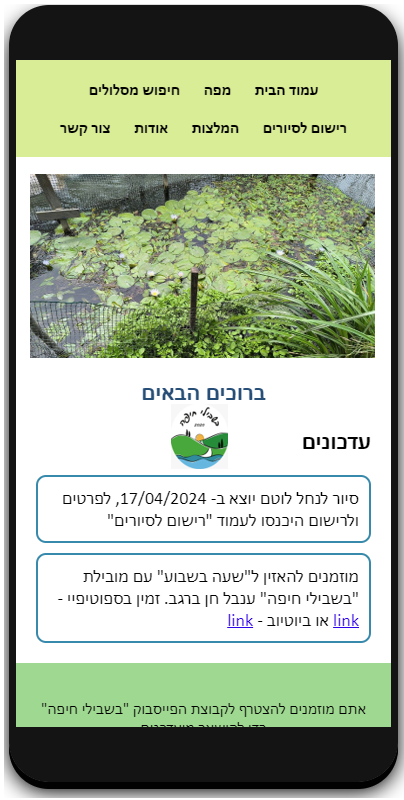 עמוד הבית מפה חיפוש מסלולים
רישום לסיורים המלצות אודות צור קשר
ברוכים הבאים
בשבילי חיפה
עדכונים
סיור לנחל לוטם יוצא ב- 17/04/2024, לפרטים
ולרישום היכנסו לעמוד "רישום לסיורים"
מוזמנים להאזין ל"שעה בשבוע" עם מובילת
"בשבילי חיפה" ענבל חן ברגב. זמין בספוטיפיי -
link או ביוטיוב - link
אתם מוזמנים להצטרף לקבוצת הפייסבוק "בשבילי חיפה"